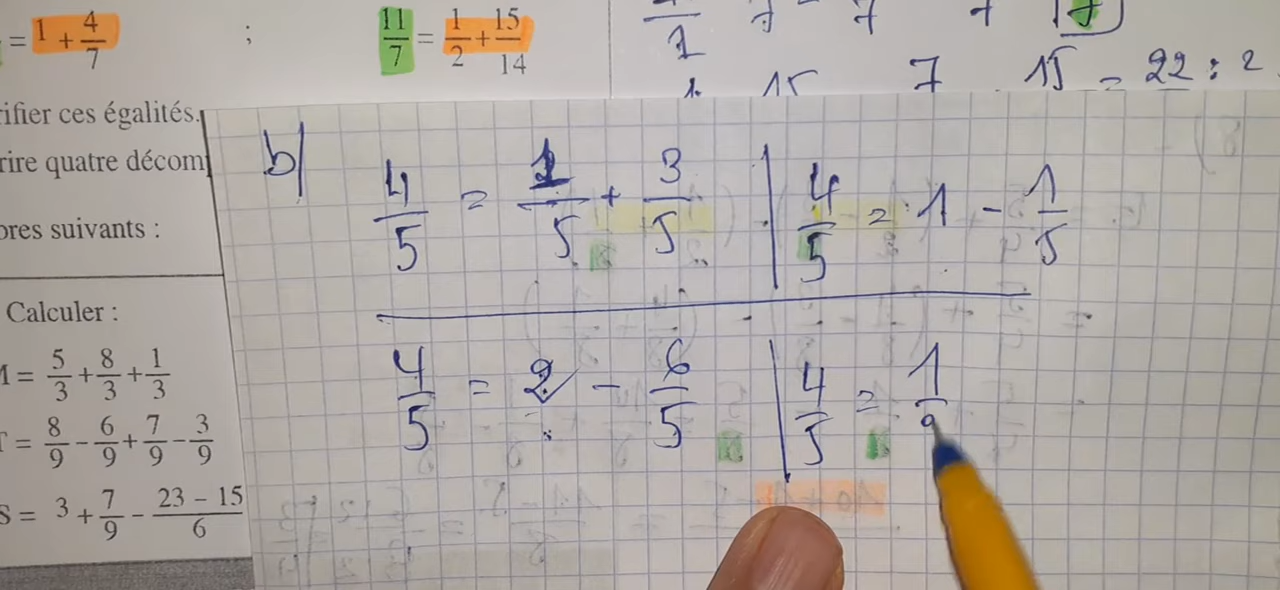 = 1 + 4/7 ; 11/7 = 1/2 + 15/14
rifier ces égalités.
rire quatre décom
ores suivants :
Calculer :
= 5/3 + 8/3 + 1/3
= 8/9 - 6/9 + 7/9 - 3/9
S = 3 + 7/9 - 23 - 15/6
7 15 = 22 : 2
b) 4/5 = 1/5 + 3/5 | 4/5 = 1 - 1/5
4/5 = 2 - 6/5 | 4/5 = 1/